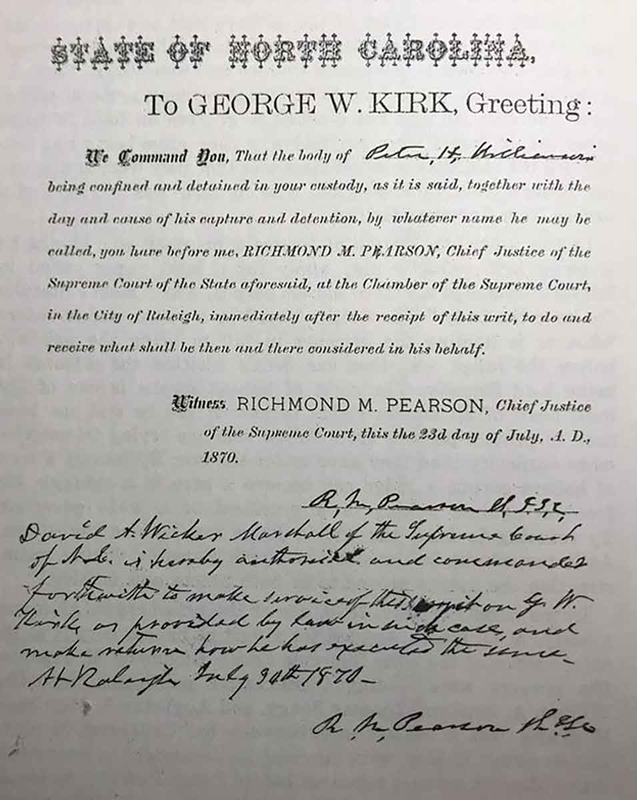 STATE OF NORTH CAROLINA,
To GEORGE W. KIRK, Greeting:
We Command You, That the body of Peter H. Williamson
being confined and detained in your custody, as it is said, together with the
day and cause of his capture and detention, by whatever name he may be
called, you have before me, RICHMOND M. PEARSON, Chief Justice of the
Supreme Court of the State aforesaid, at the Chamber of the Supreme Court,
in the City of Raleigh, immediately after the receipt of this writ, to do and
receive what shall be then and there considered in his behalf.
Witness RICHMOND M. PEARSON, Chief Justice
of the Supreme Court, this the 23d day of July, A. D.,
1870.
R. M. Pearson
David A. Wicker Marshall of the Supreme Court
of N.C. is hereby authorized and commanded
forthwith to make service of this writ on G. W.
Kirk, as provided by law in such case, and
make return how he has executed the same
At Raleigh July 1870
R. M. Pearson